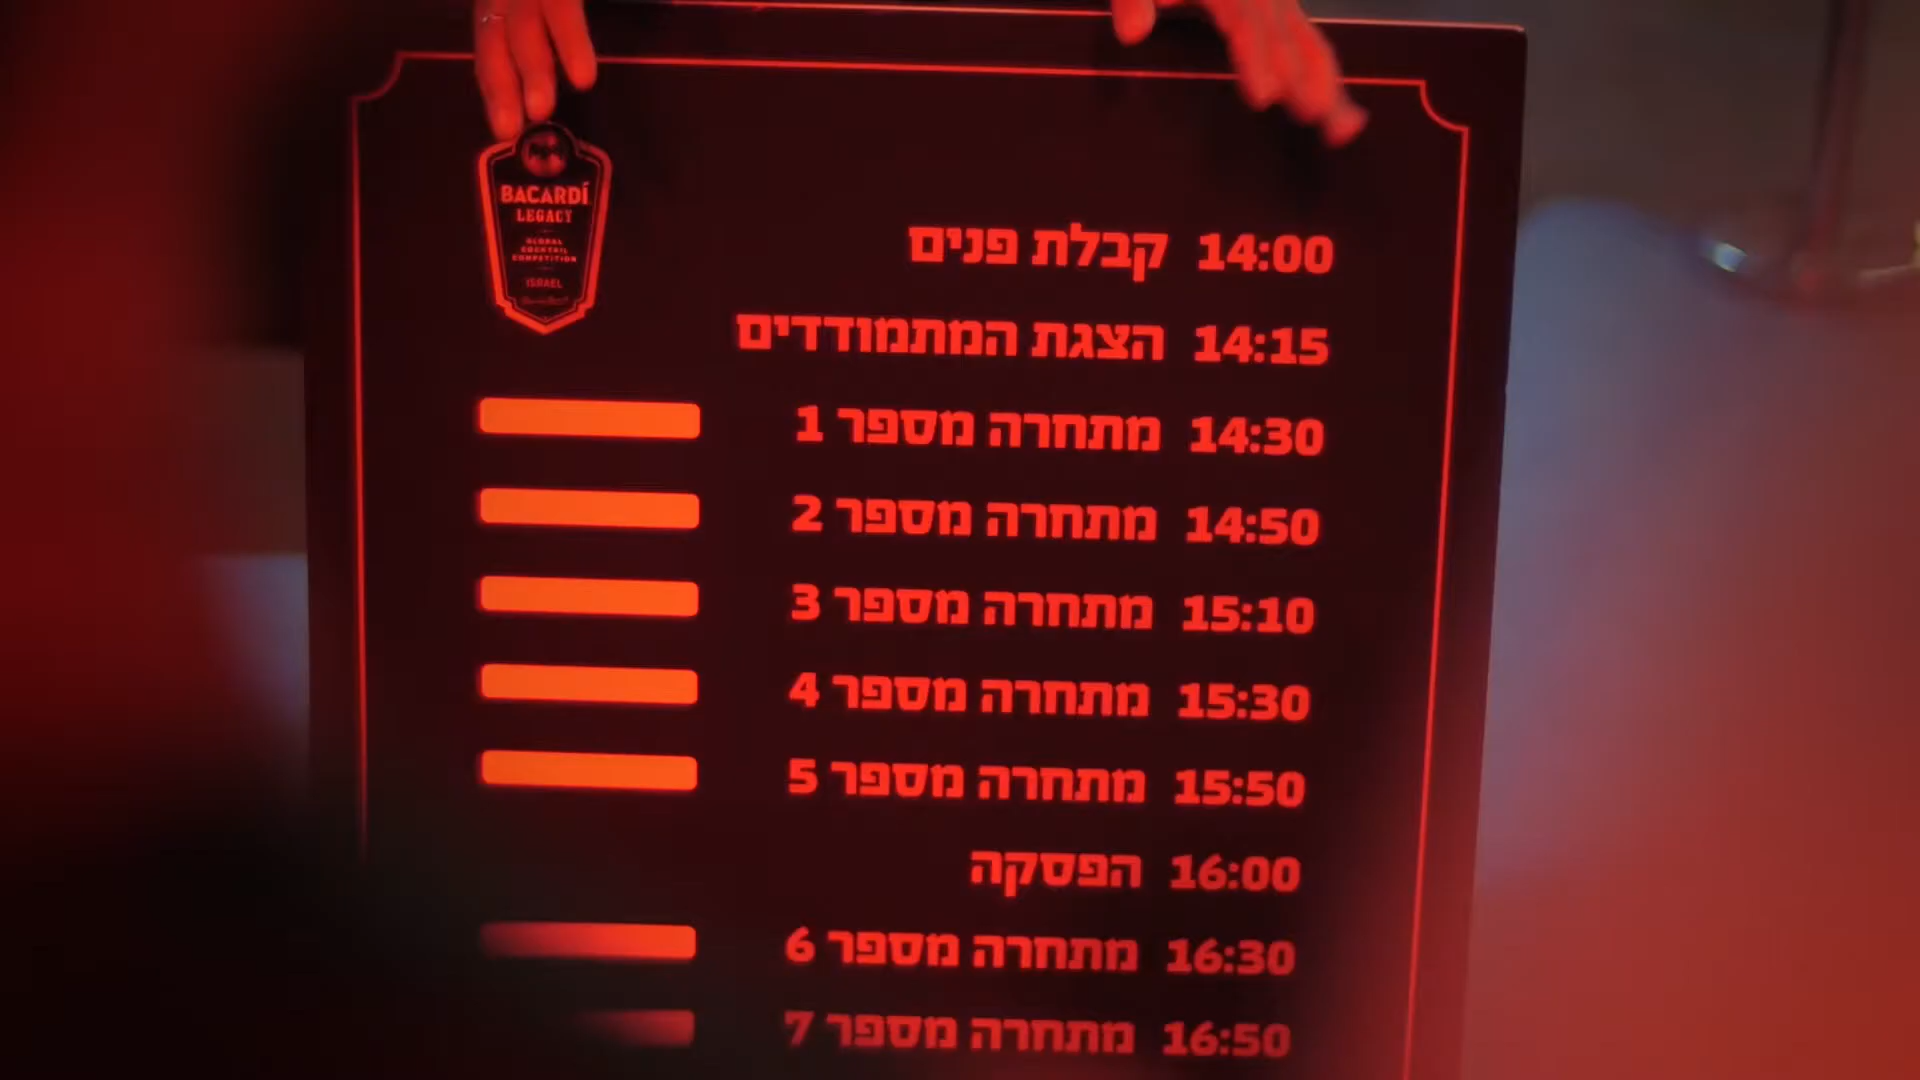 BACARDÍ
LEGACY
GLOBAL
COCKTAIL
COMPETITION
ISRAEL
14:00 קבלת פנים
14:15 הצגת המתמודדים
14:30 מתחרה מספר 1
14:50 מתחרה מספר 2
15:10 מתחרה מספר 3
15:30 מתחרה מספר 4
15:50 מתחרה מספר 5
16:00 הפסקה
16:30 מתחרה מספר 6
16:50 מתחרה מספר 7